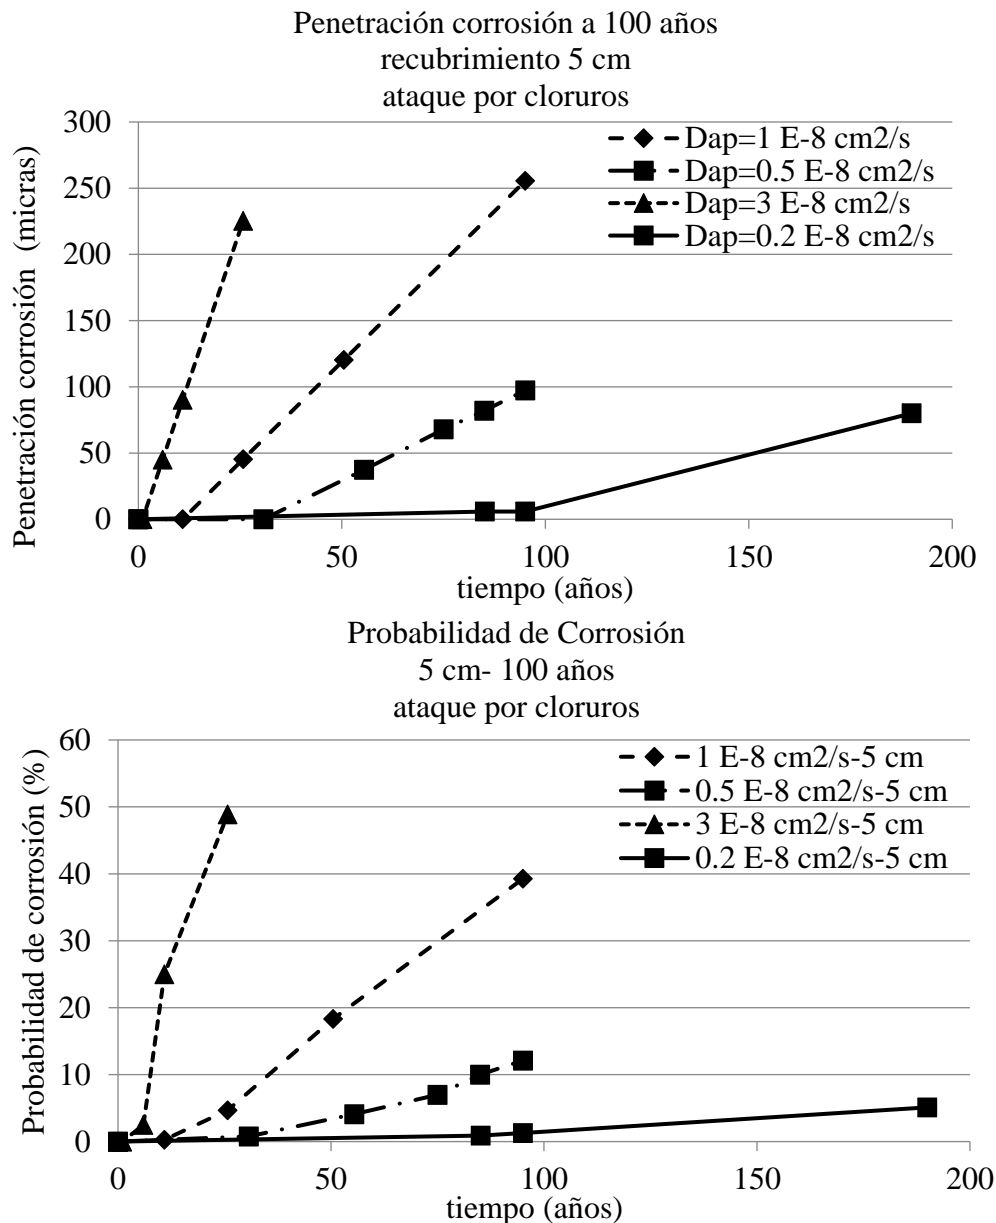 Penetración corrosión a 100 años
recubrimiento 5 cm
ataque por cloruros
Penetración corrosión (micras)
300
250
200
150
100
50
0
Dap=1 E-8 cm2/s
Dap=0.5 E-8 cm2/s
Dap=3 E-8 cm2/s
Dap=0.2 E-8 cm2/s
0 50 100 150 200
tiempo (años)
Probabilidad de Corrosión
5 cm- 100 años
ataque por cloruros
Probabilidad de corrosión (%)
60
50
40
30
20
10
0
1 E-8 cm2/s-5 cm
0.5 E-8 cm2/s-5 cm
3 E-8 cm2/s-5 cm
0.2 E-8 cm2/s-5 cm
0 50 100 150 200
tiempo (años)